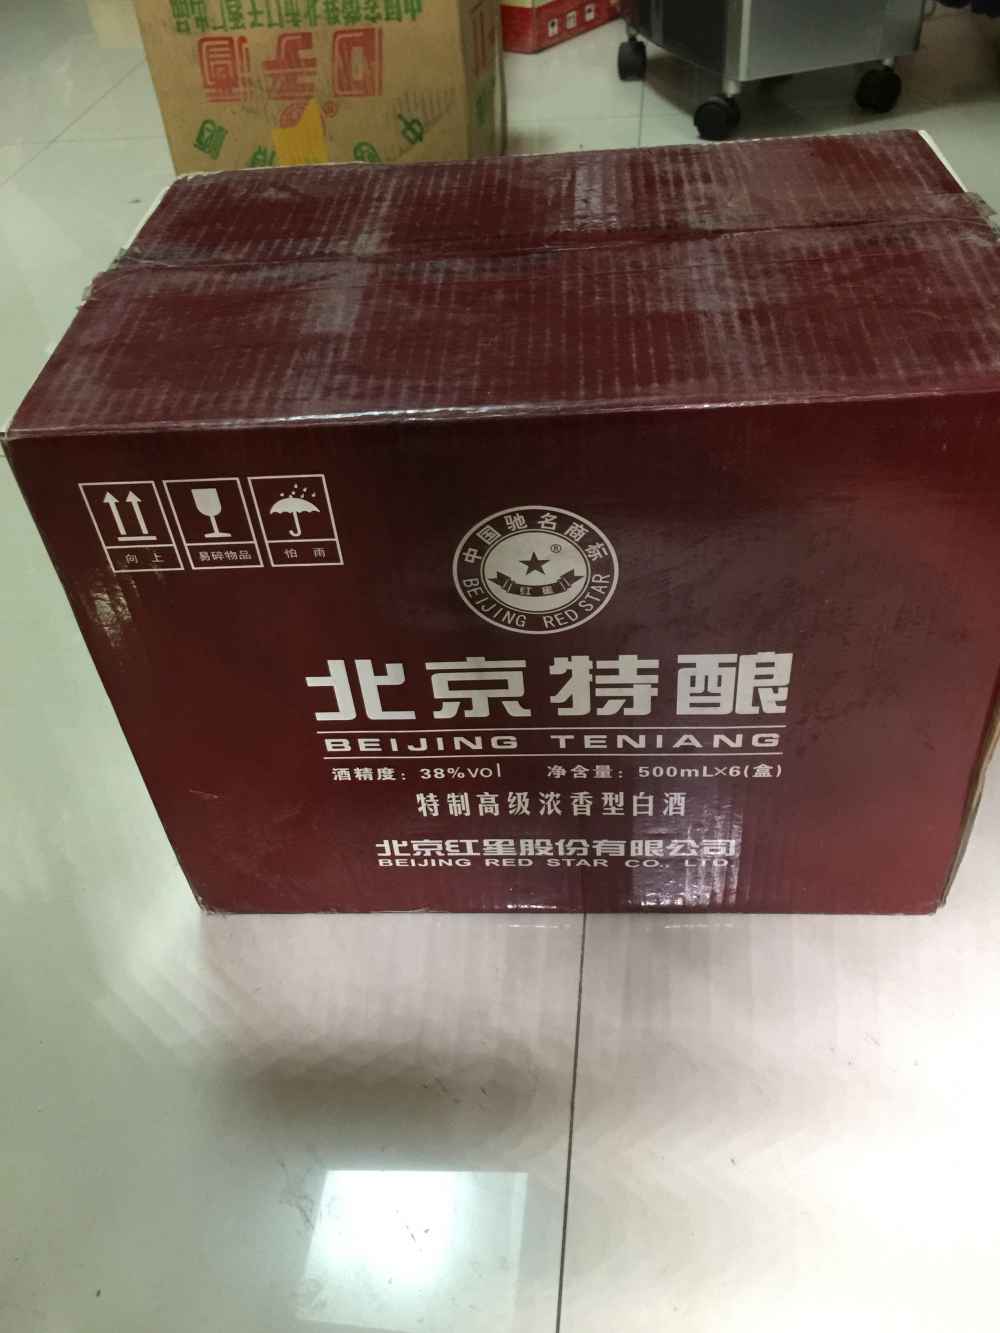 向上
易碎物品
怕雨
中国驰名商标
®
红星
BEIJING RED STAR
北京特酿
BEIJING TENIANG
酒精度：38%vol 净含量：500mL×6(盒)
特制高级浓香型白酒
北京红星股份有限公司
BEIJING RED STAR CO., LTD.